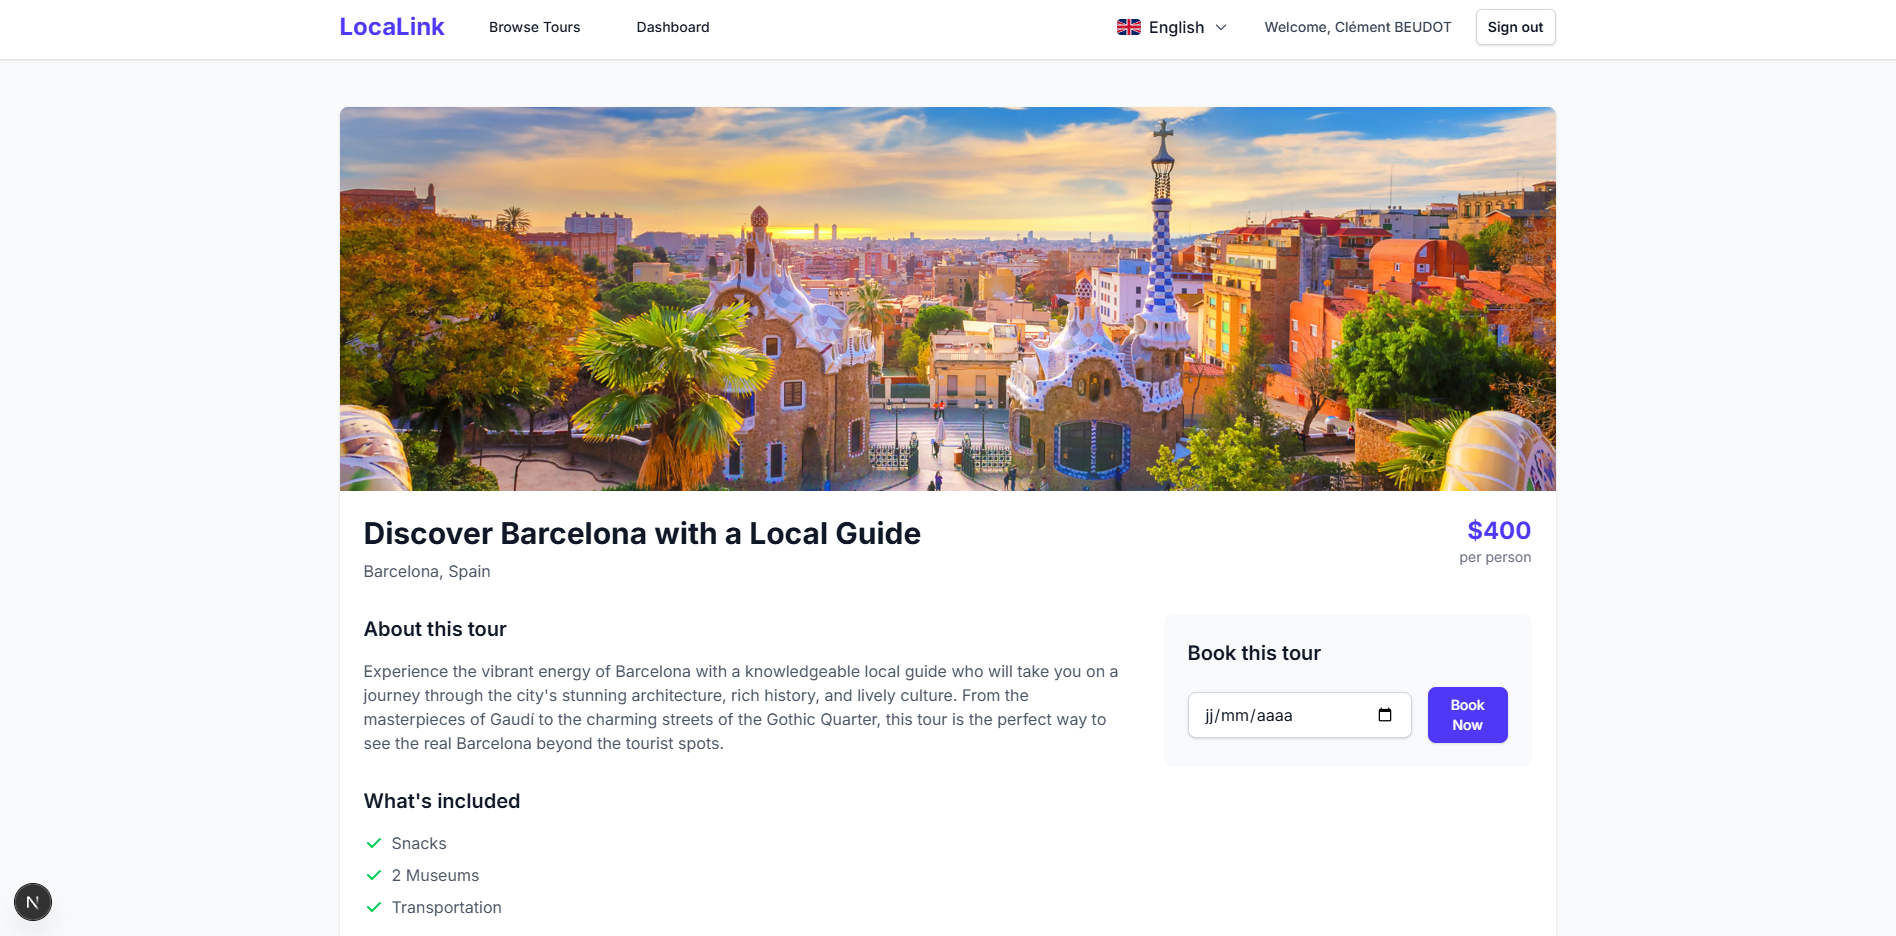 LocaLink
Browse Tours
Dashboard
English
Welcome, Clément BEUDOT
Sign out
Discover Barcelona with a Local Guide
$400
per person
Barcelona, Spain
About this tour
Experience the vibrant energy of Barcelona with a knowledgeable local guide who will take you on a
journey through the city's stunning architecture, rich history, and lively culture. From the
masterpieces of Gaudí to the charming streets of the Gothic Quarter, this tour is the perfect way to
see the real Barcelona beyond the tourist spots.
Book this tour
jj/mm/aaaa
Book
Now
What's included
Snacks
2 Museums
Transportation
N